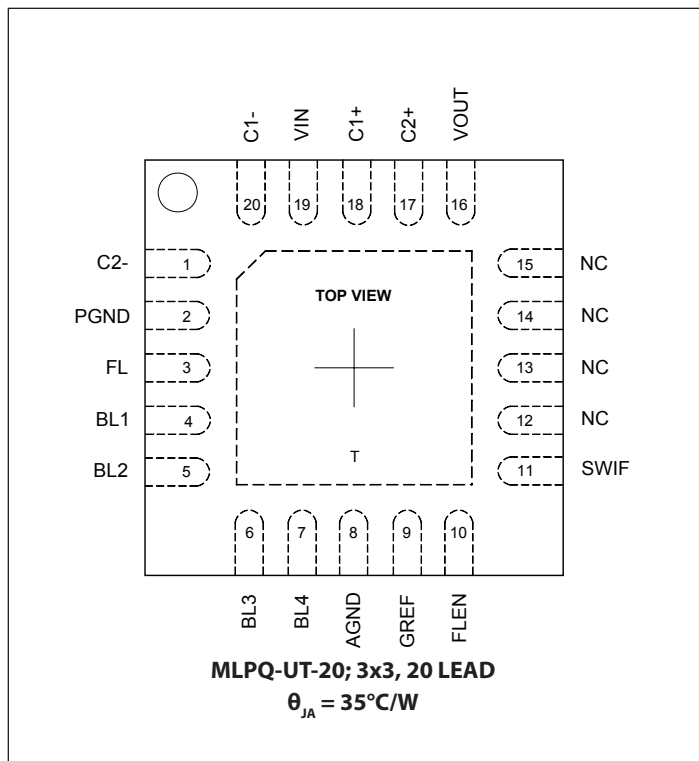 C1-
VIN
C1+
C2+
VOUT
20
19
18
17
16
C2-
1
15
NC
PGND
2
TOP VIEW
14
NC
FL
3
13
NC
BL1
4
12
NC
BL2
5
T
11
SWIF
6
7
8
9
10
BL3
BL4
AGND
GREF
FLEN
MLPQ-UT-20; 3x3, 20 LEAD
θJA = 35°C/W